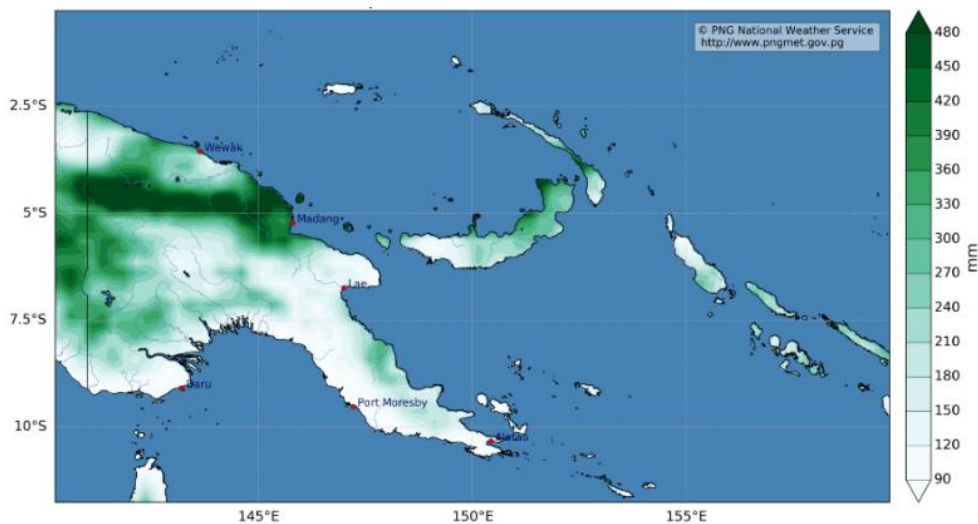 © PNG National Weather Service
http://www.pngmet.gov.pg
480
450
420
390
360
330
300
270
240
210
180
150
120
90
mm
2.5°S
5°S
7.5°S
10°S
145°E
150°E
155°E
Wewak
Madang
Lae
Daru
Port Moresby
Alotau